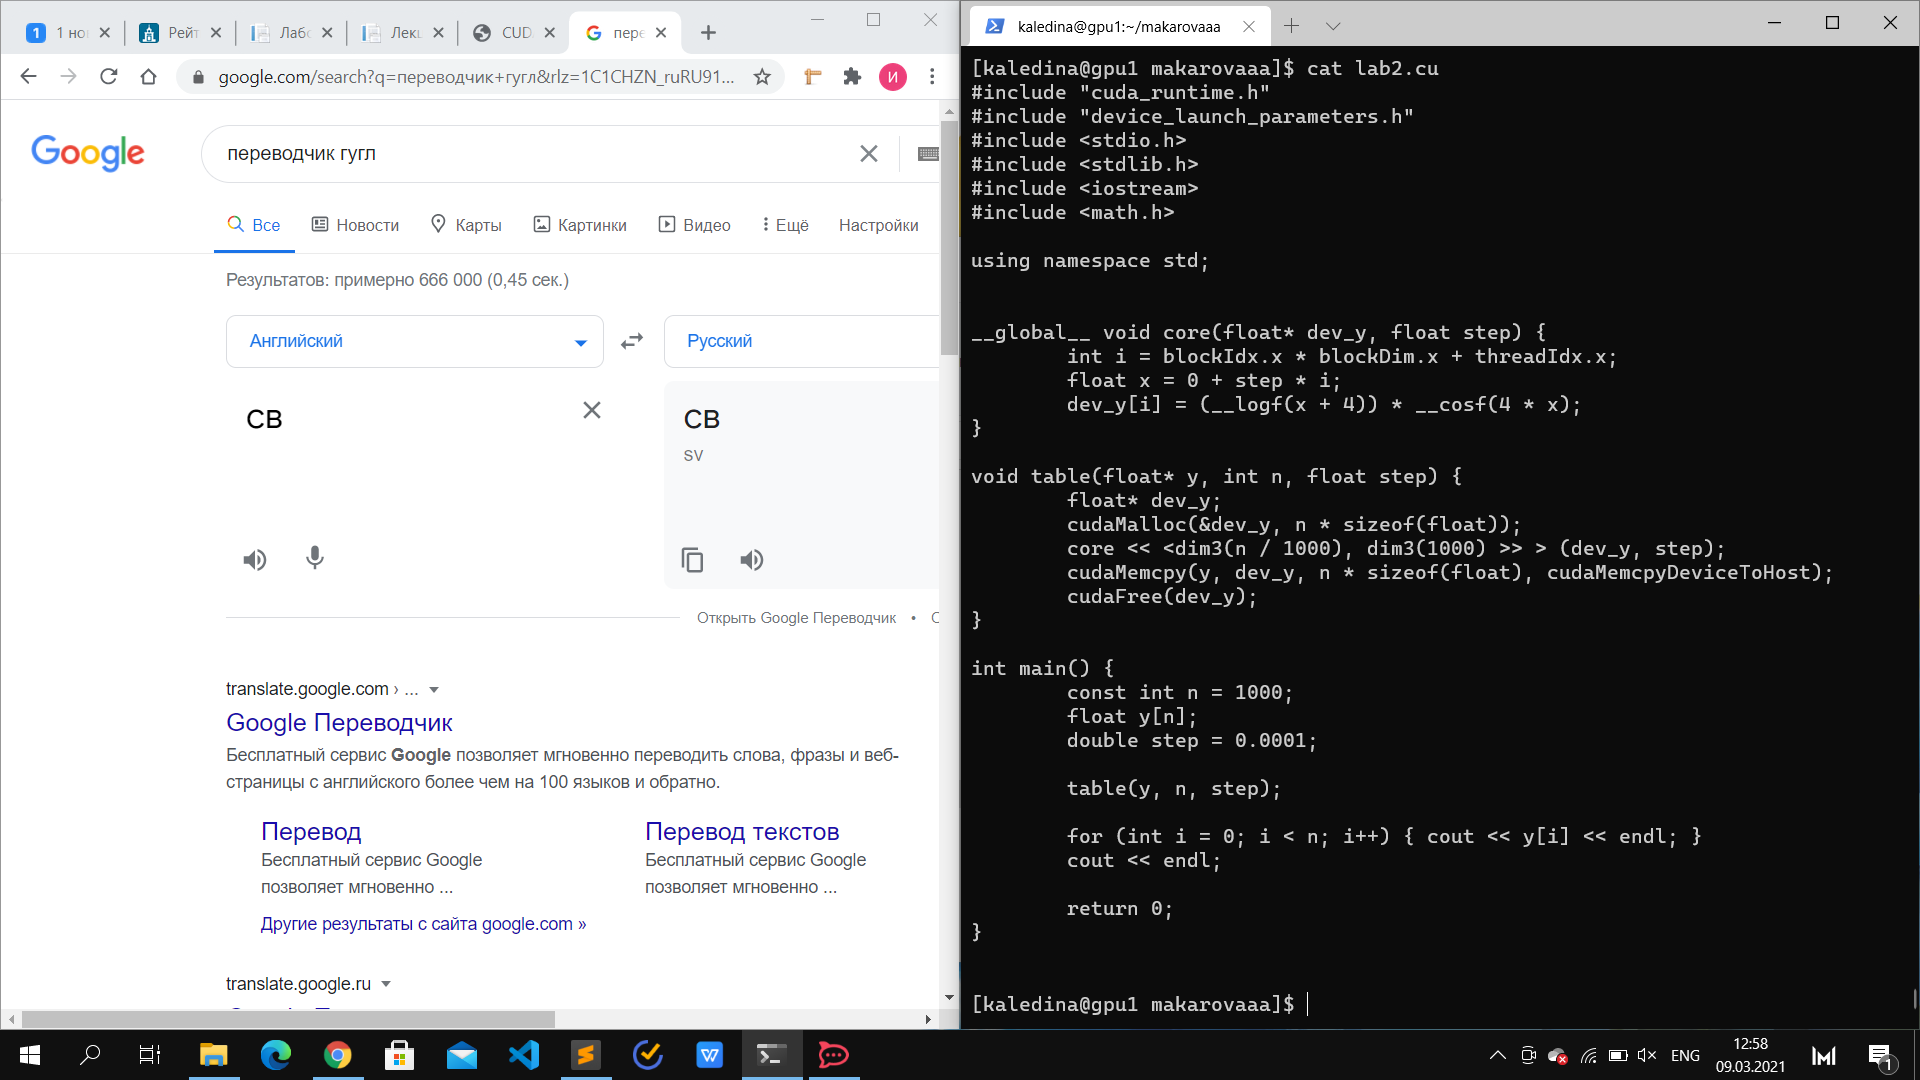 1 но
Рейт
Лабо
Лекц
CUDA
пере
google.com/search?q=переводчик+гугл&rlz=1C1CHZN_ruRU91...
И
Google
переводчик гугл
Все
Новости
Карты
Картинки
Видео
Ещё
Настройки
Результатов: примерно 666 000 (0,45 сек.)
Английский
Русский
СВ
СВ
SV
Открыть Google Переводчик •
translate.google.com › ...
Google Переводчик
Бесплатный сервис Google позволяет мгновенно переводить слова, фразы и веб-
страницы с английского более чем на 100 языков и обратно.
Перевод
Бесплатный сервис Google
позволяет мгновенно ...
Перевод текстов
Бесплатный сервис Google
позволяет мгновенно ...
Другие результаты с сайта google.com »
translate.google.ru
kaledina@gpu1:~/makarovaaa
[kaledina@gpu1 makarovaaa]$ cat lab2.cu
#include "cuda_runtime.h"
#include "device_launch_parameters.h"
#include <stdio.h>
#include <stdlib.h>
#include <iostream>
#include <math.h>
using namespace std;
__global__ void core(float* dev_y, float step) {
int i = blockIdx.x * blockDim.x + threadIdx.x;
float x = 0 + step * i;
dev_y[i] = (__logf(x + 4)) * __cosf(4 * x);
}
void table(float* y, int n, float step) {
float* dev_y;
cudaMalloc(&dev_y, n * sizeof(float));
core << <dim3(n / 1000), dim3(1000) >> > (dev_y, step);
cudaMemcpy(y, dev_y, n * sizeof(float), cudaMemcpyDeviceToHost);
cudaFree(dev_y);
}
int main() {
const int n = 1000;
float y[n];
double step = 0.0001;
table(y, n, step);
for (int i = 0; i < n; i++) { cout << y[i] << endl; }
cout << endl;
return 0;
}
[kaledina@gpu1 makarovaaa]$
ENG
12:58
09.03.2021
1